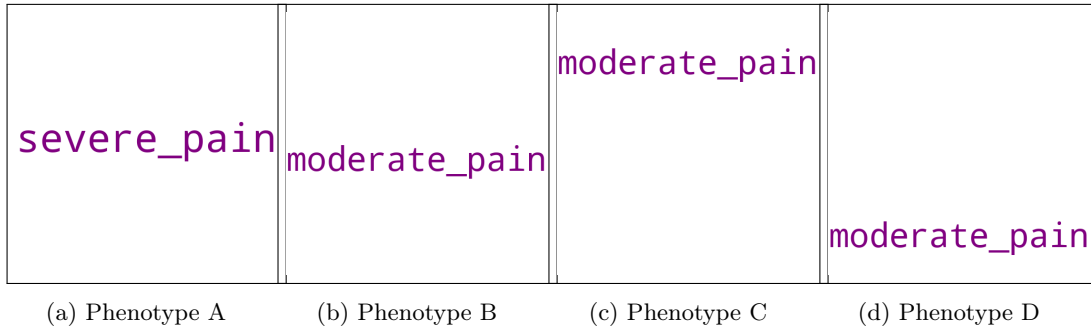 severe_pain
moderate_pain
moderate_pain
moderate_pain
(a) Phenotype A
(b) Phenotype B
(c) Phenotype C
(d) Phenotype D